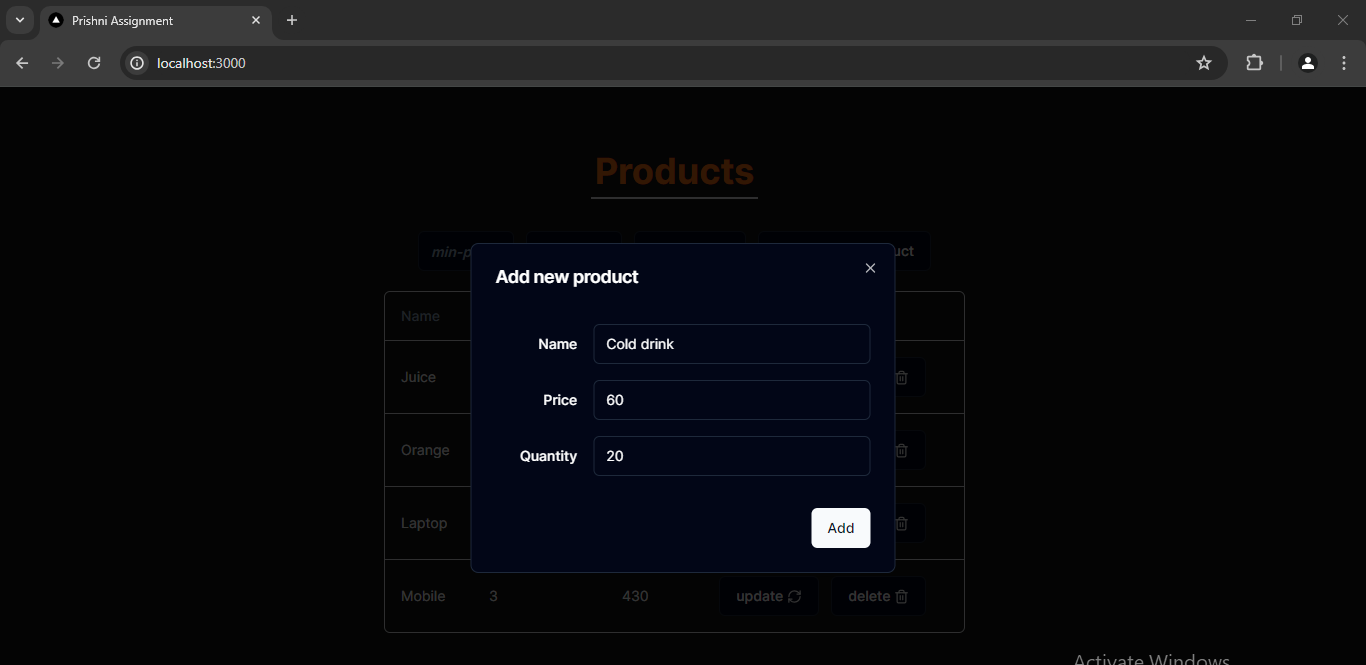 Prishni Assignment
localhost:3000
Products
min-p
uct
Add new product
Name
Name Cold drink
Juice
Price 60
Orange
Quantity 20
Laptop
Add
Mobile 3 430 update delete
Activate Windows